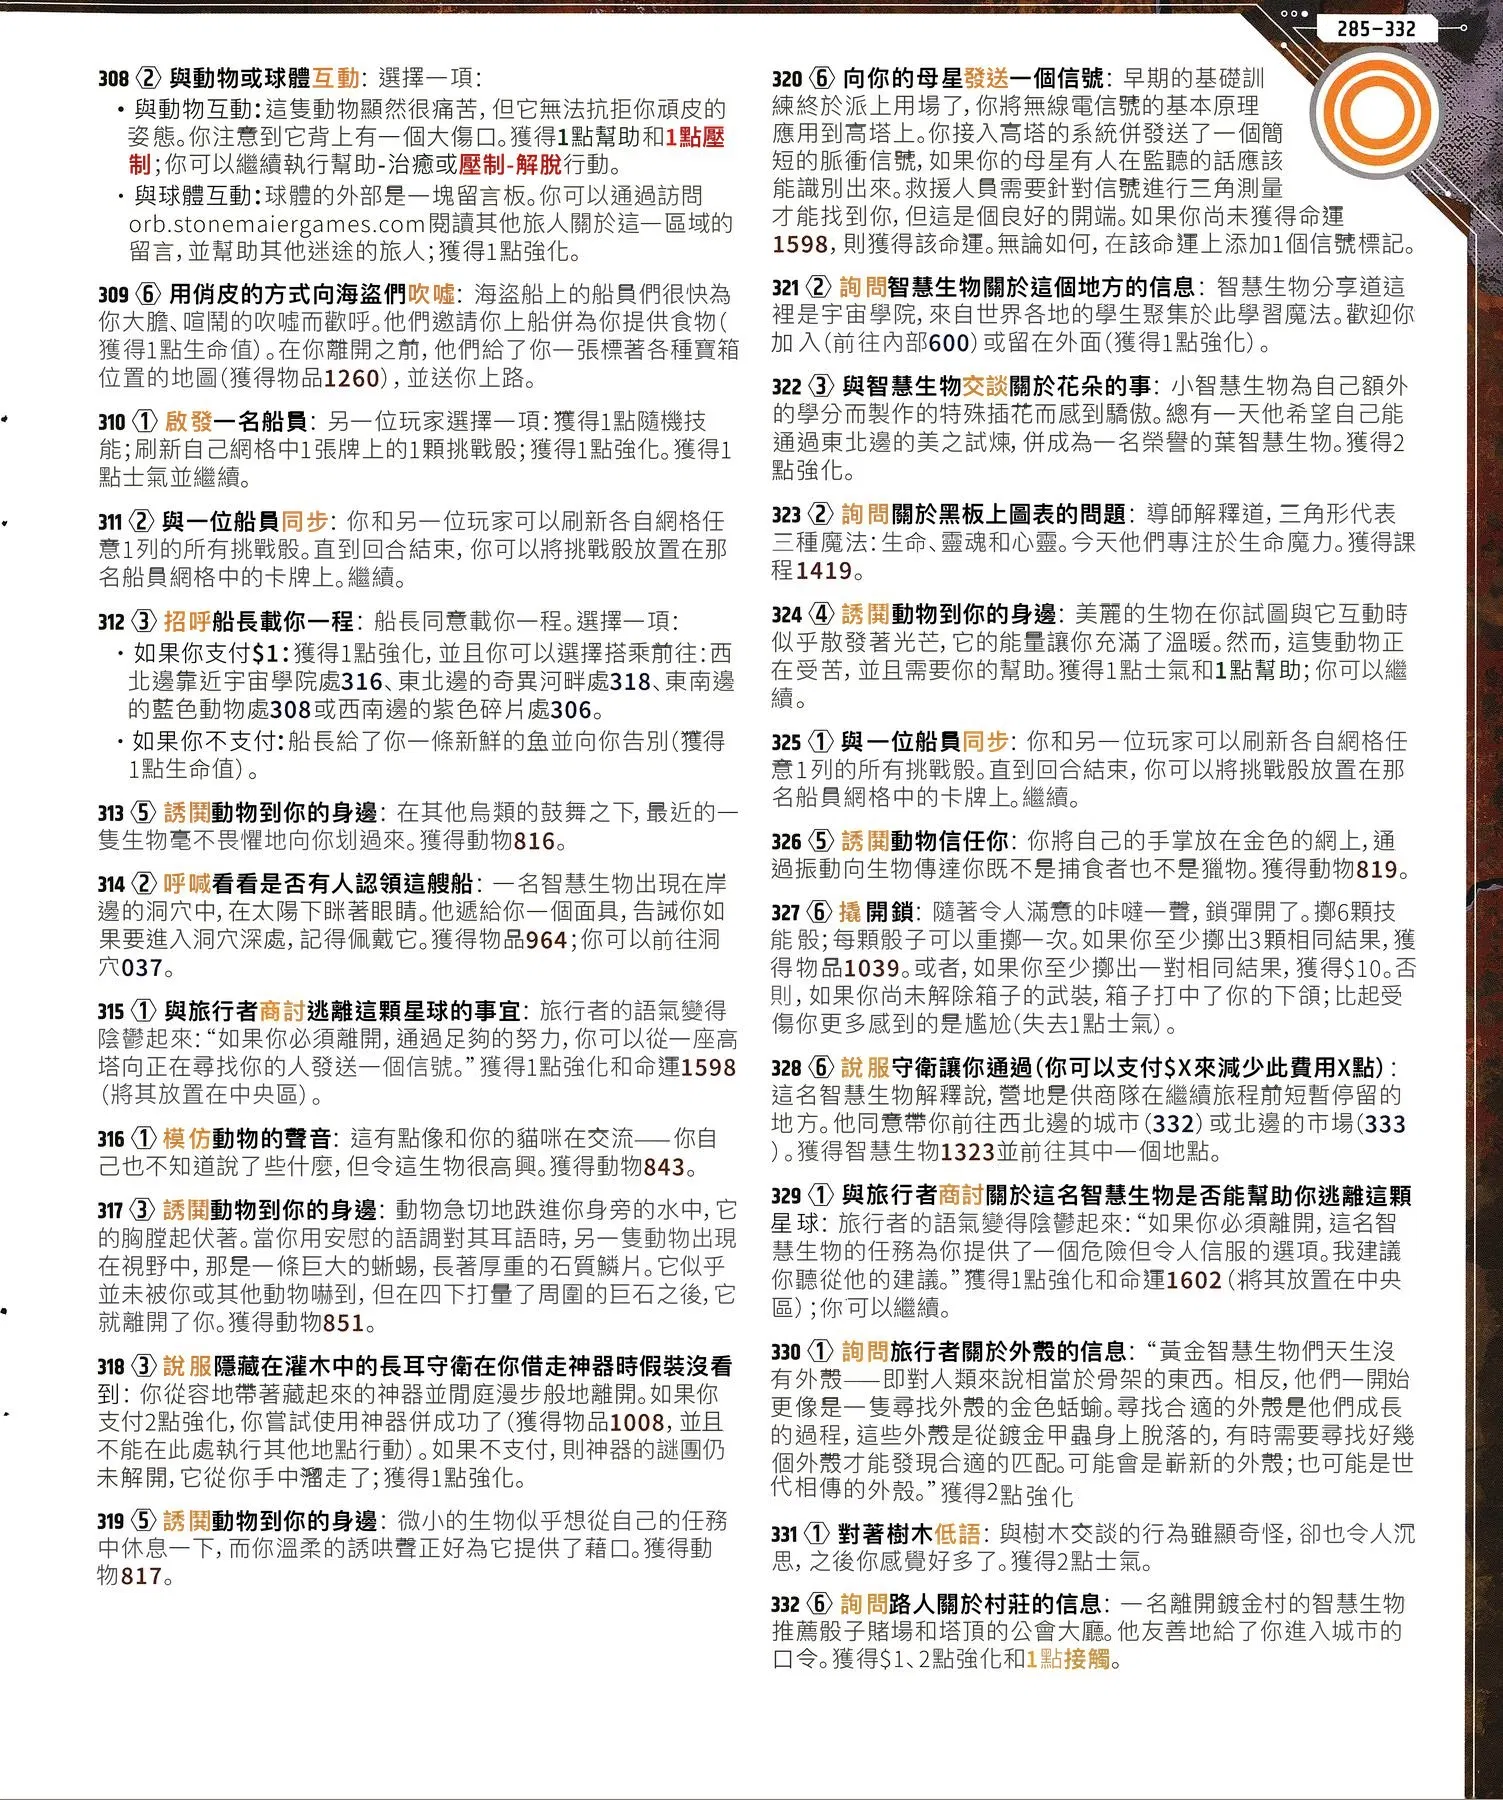 285–332
308 2 與動物或球體互動：選擇一項：
・與動物互動：這隻動物顯然很痛苦，但它無法抗拒你頑皮的
姿態。你注意到它背上有一個大傷口。獲得1點幫助和1點壓
制；你可以繼續執行幫助-治癒或壓制-解脫行動。
・與球體互動：球體的外部是一塊留言板。你可以通過訪問
orb.stonemaiergames.com閱讀其他旅人關於這一區域的
留言，並幫助其他迷途的旅人；獲得1點強化。
309 6 用俏皮的方式向海盜們吹噓：海盜船上的船員們很快為
你大膽、喧鬧的吹噓而歡呼。他們邀請你上船併為你提供食物（
獲得1點生命值）。在你離開之前，他們給了你一張標著各種寶箱
位置的地圖（獲得物品1260），並送你上路。
310 1 啟發一名船員：另一位玩家選擇一項：獲得1點隨機技
能；刷新自己網格中1張牌上的1顆挑戰骰；獲得1點強化。獲得1
點士氣並繼續。
311 2 與一位船員同步：你和另一位玩家可以刷新各自網格任
意1列的所有挑戰骰。直到回合結束，你可以將挑戰骰放置在那
名船員網格中的卡牌上。繼續。
312 3 招呼船長載你一程：船長同意載你一程。選擇一項：
・如果你支付$1：獲得1點強化，並且你可以選擇搭乘前往：西
北邊靠近宇宙學院處316、東北邊的奇異河畔處318、東南邊
的藍色動物處308或西南邊的紫色碎片處306。
・如果你不支付：船長給了你一條新鮮的魚並向你告別（獲得
1點生命值）。
313 5 誘鬨動物到你的身邊：在其他鳥類的鼓舞之下，最近的一
隻生物毫不畏懼地向你划過來。獲得動物816。
314 2 呼喊看看是否有人認領這艘船：一名智慧生物出現在岸
邊的洞穴中，在太陽下眯著眼睛。他遞給你一個面具，告誡你如
果要進入洞穴深處，記得佩戴它。獲得物品964；你可以前往洞
穴037。
315 1 與旅行者商討逃離這顆星球的事宜：旅行者的語氣變得
陰鬱起來：“如果你必須離開，通過足夠的努力，你可以從一座高
塔向正在尋找你的人發送一個信號。”獲得1點強化和命運1598
（將其放置在中央區）。
316 1 模仿動物的聲音：這有點像和你的貓咪在交流——你自
己也不知道說了些什麼，但令這生物很高興。獲得動物843。
317 3 誘鬨動物到你的身邊：動物急切地跌進你身旁的水中，它
的胸膛起伏著。當你用安慰的語調對其耳語時，另一隻動物出現
在視野中，那是一條巨大的蜥蜴，長著厚重的石質鱗片。它似乎
並未被你或其他動物嚇到，但在四下打量了周圍的巨石之後，它
就離開了你。獲得動物851。
318 3 說服隱藏在灌木中的長耳守衛在你借走神器時假裝沒看
到：你從容地帶著藏起來的神器並閒庭漫步般地離開。如果你
支付2點強化，你嘗試使用神器併成功了（獲得物品1008，並且
不能在此處執行其他地點行動）。如果不支付，則神器的謎團仍
未解開，它從你手中溜走了；獲得1點強化。
319 5 誘鬨動物到你的身邊：微小的生物似乎想從自己的任務
中休息一下，而你溫柔的誘哄聲正好為它提供了藉口。獲得動
物817。
320 6 向你的母星發送一個信號：早期的基礎訓
練終於派上用場了，你將無線電信號的基本原理
應用到高塔上。你接入高塔的系統併發送了一個簡
短的脈衝信號，如果你的母星有人在監聽的話應該
能識別出來。救援人員需要針對信號進行三角測量
才能找到你，但這是個良好的開端。如果你尚未獲得命運
1598，則獲得該命運。無論如何，在該命運上添加1個信號標記。
321 2 詢問智慧生物關於這個地方的信息：智慧生物分享道這
裡是宇宙學院，來自世界各地的學生聚集於此學習魔法。歡迎你
加入（前往內部600）或留在外面（獲得1點強化）。
322 3 與智慧生物交談關於花朵的事：小智慧生物為自己額外
的學分而製作的特殊插花而感到驕傲。總有一天他希望自己能
通過東北邊的美之試煉，併成為一名榮譽的葉智慧生物。獲得2
點強化。
323 2 詢問關於黑板上圖表的問題：導師解釋道，三角形代表
三種魔法：生命、靈魂和心靈。今天他們專注於生命魔力。獲得課
程1419。
324 4 誘鬨動物到你的身邊：美麗的生物在你試圖與它互動時
似乎散發著光芒，它的能量讓你充滿了溫暖。然而，這隻動物正
在受苦，並且需要你的幫助。獲得1點士氣和1點幫助；你可以繼
續。
325 1 與一位船員同步：你和另一位玩家可以刷新各自網格任
意1列的所有挑戰骰。直到回合結束，你可以將挑戰骰放置在那
名船員網格中的卡牌上。繼續。
326 5 誘鬨動物信任你：你將自己的手掌放在金色的網上，通
過振動向生物傳達你既不是捕食者也不是獵物。獲得動物819。
327 6 撬開鎖：隨著令人滿意的咔噠一聲，鎖彈開了。擲6顆技
能骰；每顆骰子可以重擲一次。如果你至少擲出3顆相同結果，獲
得物品1039。或者，如果你至少擲出一對相同結果，獲得$10。否
則，如果你尚未解除箱子的武裝，箱子打中了你的下頜；比起受
傷你更多感到的是尷尬（失去1點士氣）。
328 6 說服守衛讓你通過（你可以支付$X來減少此費用X點）：
這名智慧生物解釋說，營地是供商隊在繼續旅程前短暫停留的
地方。他同意帶你前往西北邊的城市（332）或北邊的市場（333
）。獲得智慧生物1323並前往其中一個地點。
329 1 與旅行者商討關於這名智慧生物是否能幫助你逃離這顆
星球：旅行者的語氣變得陰鬱起來：“如果你必須離開，這名智
慧生物的任務為你提供了一個危險但令人信服的選項。我建議
你聽從他的建議。”獲得1點強化和命運1602（將其放置在中央
區）；你可以繼續。
330 1 詢問旅行者關於外殼的信息：“黃金智慧生物們天生沒
有外殼——即對人類來說相當於骨架的東西。相反，他們一開始
更像是一隻尋找外殼的金色蛞蝓。尋找合適的外殼是他們成長
的過程，這些外殼是從鍍金甲蟲身上脫落的，有時需要尋找好幾
個外殼才能發現合適的匹配。可能會是嶄新的外殼；也可能是世
代相傳的外殼。”獲得2點強化
331 1 對著樹木低語：與樹木交談的行為雖顯奇怪，卻也令人沉
思，之後你感覺好多了。獲得2點士氣。
332 6 詢問路人關於村莊的信息：一名離開鍍金村的智慧生物
推薦骰子賭場和塔頂的公會大廳。他友善地給了你進入城市的
口令。獲得$1、2點強化和1點接觸。